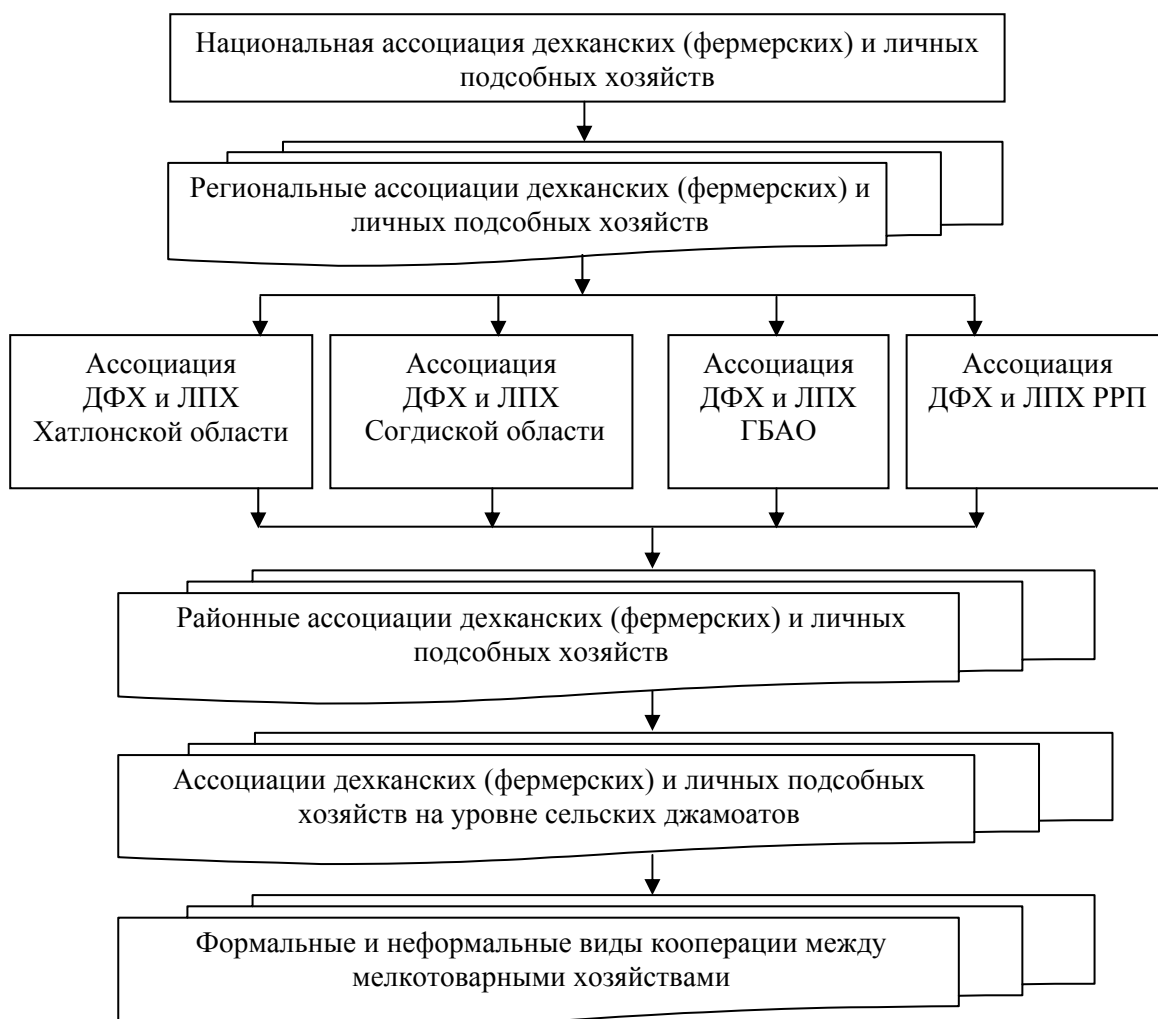 Национальная ассоциация дехканских (фермерских) и личных
подсобных хозяйств
Региональные ассоциации дехканских (фермерских) и
личных подсобных хозяйств
Ассоциация
ДФХ и ЛПХ
Хатлонской области
Ассоциация
ДФХ и ЛПХ
Согдиской области
Ассоциация
ДФХ и ЛПХ
ГБАО
Ассоциация
ДФХ и ЛПХ РРП
Районные ассоциации дехканских (фермерских) и личных
подсобных хозяйств
Ассоциации дехканских (фермерских) и личных подсобных
хозяйств на уровне сельских джамоатов
Формальные и неформальные виды кооперации между
мелкотоварными хозяйствами